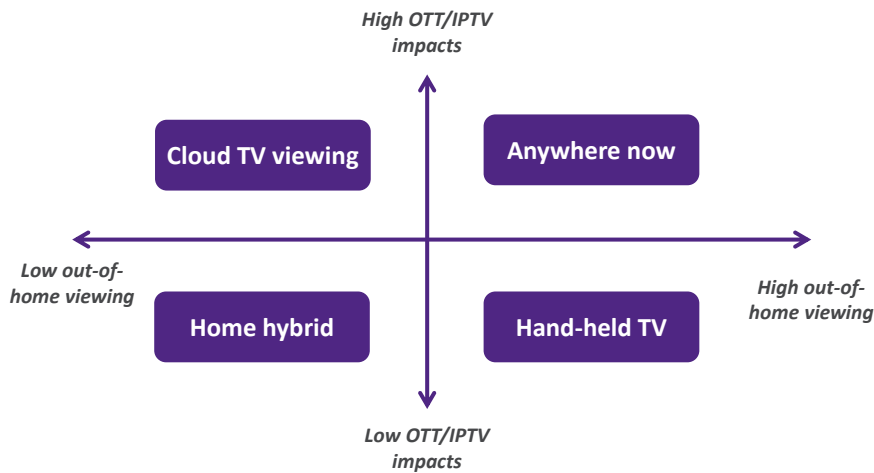 High OTT/IPTV
impacts
Cloud TV viewing
Anywhere now
Low out-of-
home viewing
High out-of-
home viewing
Home hybrid
Hand-held TV
Low OTT/IPTV
impacts